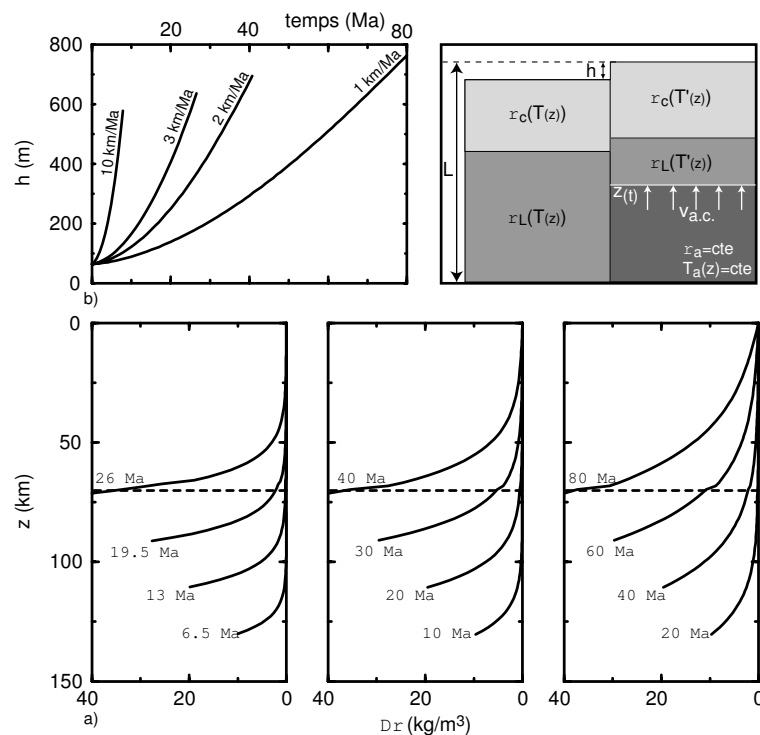 temps (Ma)
0 20 40 80
800
600
400
200
0
h (m)
10 km/Ma
3 km/Ma
2 km/Ma
1 km/Ma
b)
h
L
rc(T(z))
rL(T(z))
rc(T'(z))
rL(T'(z))
z(t)
va.c.
ra=cte
Ta(z)=cte
0
50
100
150
z (km)
26 Ma
19.5 Ma
13 Ma
6.5 Ma
40 20 0
40 Ma
30 Ma
20 Ma
10 Ma
40 20 0
80 Ma
60 Ma
40 Ma
20 Ma
40 20 0
a)
Dr (kg/m³)